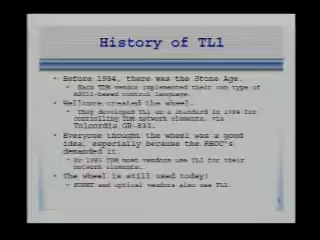 History of TL1
Before 1984, there was the Stone Age.
Each TDM vendor implemented their own type of
ASCII-based control language.
Bellcore created the wheel.
They developed TL1 as a standard in 1984 for
controlling TDM network elements, via
Telcordia GR-833.
Everyone thought the wheel was a good
idea, especially because the RBOC's
demanded it.
By 1985 TDM most vendors use TL1 for their
network elements.
The wheel is still used today!
SONET and optical vendors also use TL1.